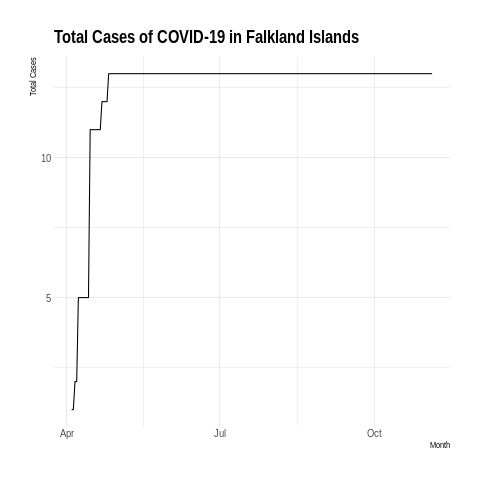 Total Cases of COVID-19 in Falkland Islands
Total Cases
10
5
Apr Jul Oct
Month